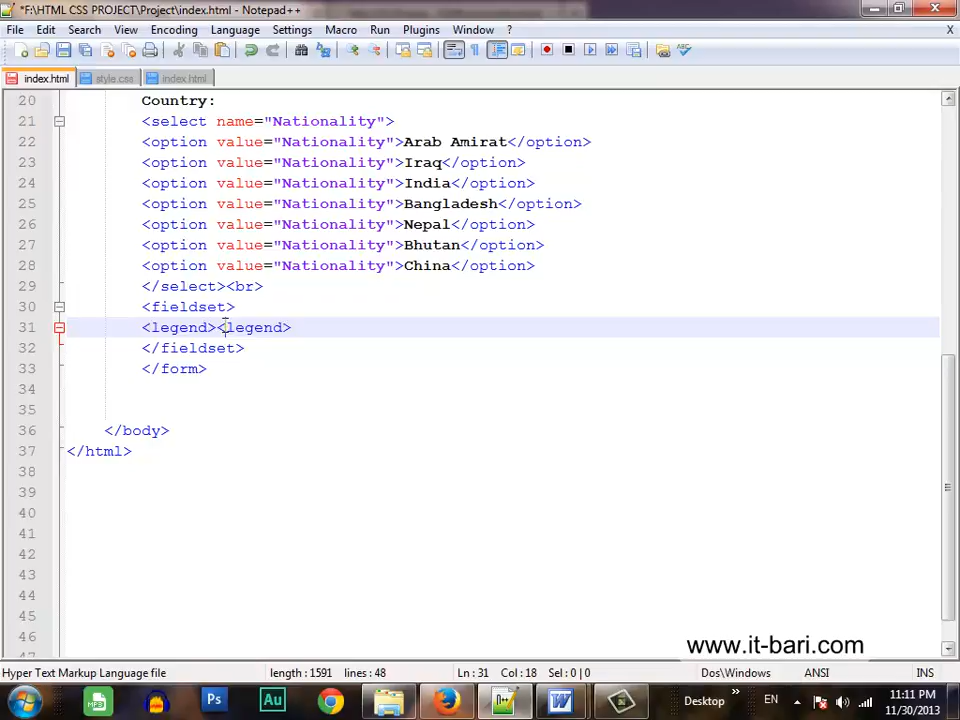 *F:\HTML CSS PROJECT\Project\index.html - Notepad++
File Edit Search View Encoding Language Settings Macro Run Plugins Window ? X
index.html style.css index.html
20 Country:
21 <select name="Nationality">
22 <option value="Nationality">Arab Amirat</option>
23 <option value="Nationality">Iraq</option>
24 <option value="Nationality">India</option>
25 <option value="Nationality">Bangladesh</option>
26 <option value="Nationality">Nepal</option>
27 <option value="Nationality">Bhutan</option>
28 <option value="Nationality">China</option>
29 </select><br>
30 <fieldset>
31 <legend><legend>
32 </fieldset>
33 </form>
34
35
36 </body>
37 </html>
38
39
40
41
42
43
44
45
46
47
www.it-bari.com
Hyper Text Markup Language file length : 1591 lines : 48 Ln : 31 Col : 18 Sel : 0 | 0 Dos\Windows ANSI INS
MP3 Ps Au W Desktop » EN 11:11 PM
11/30/2013